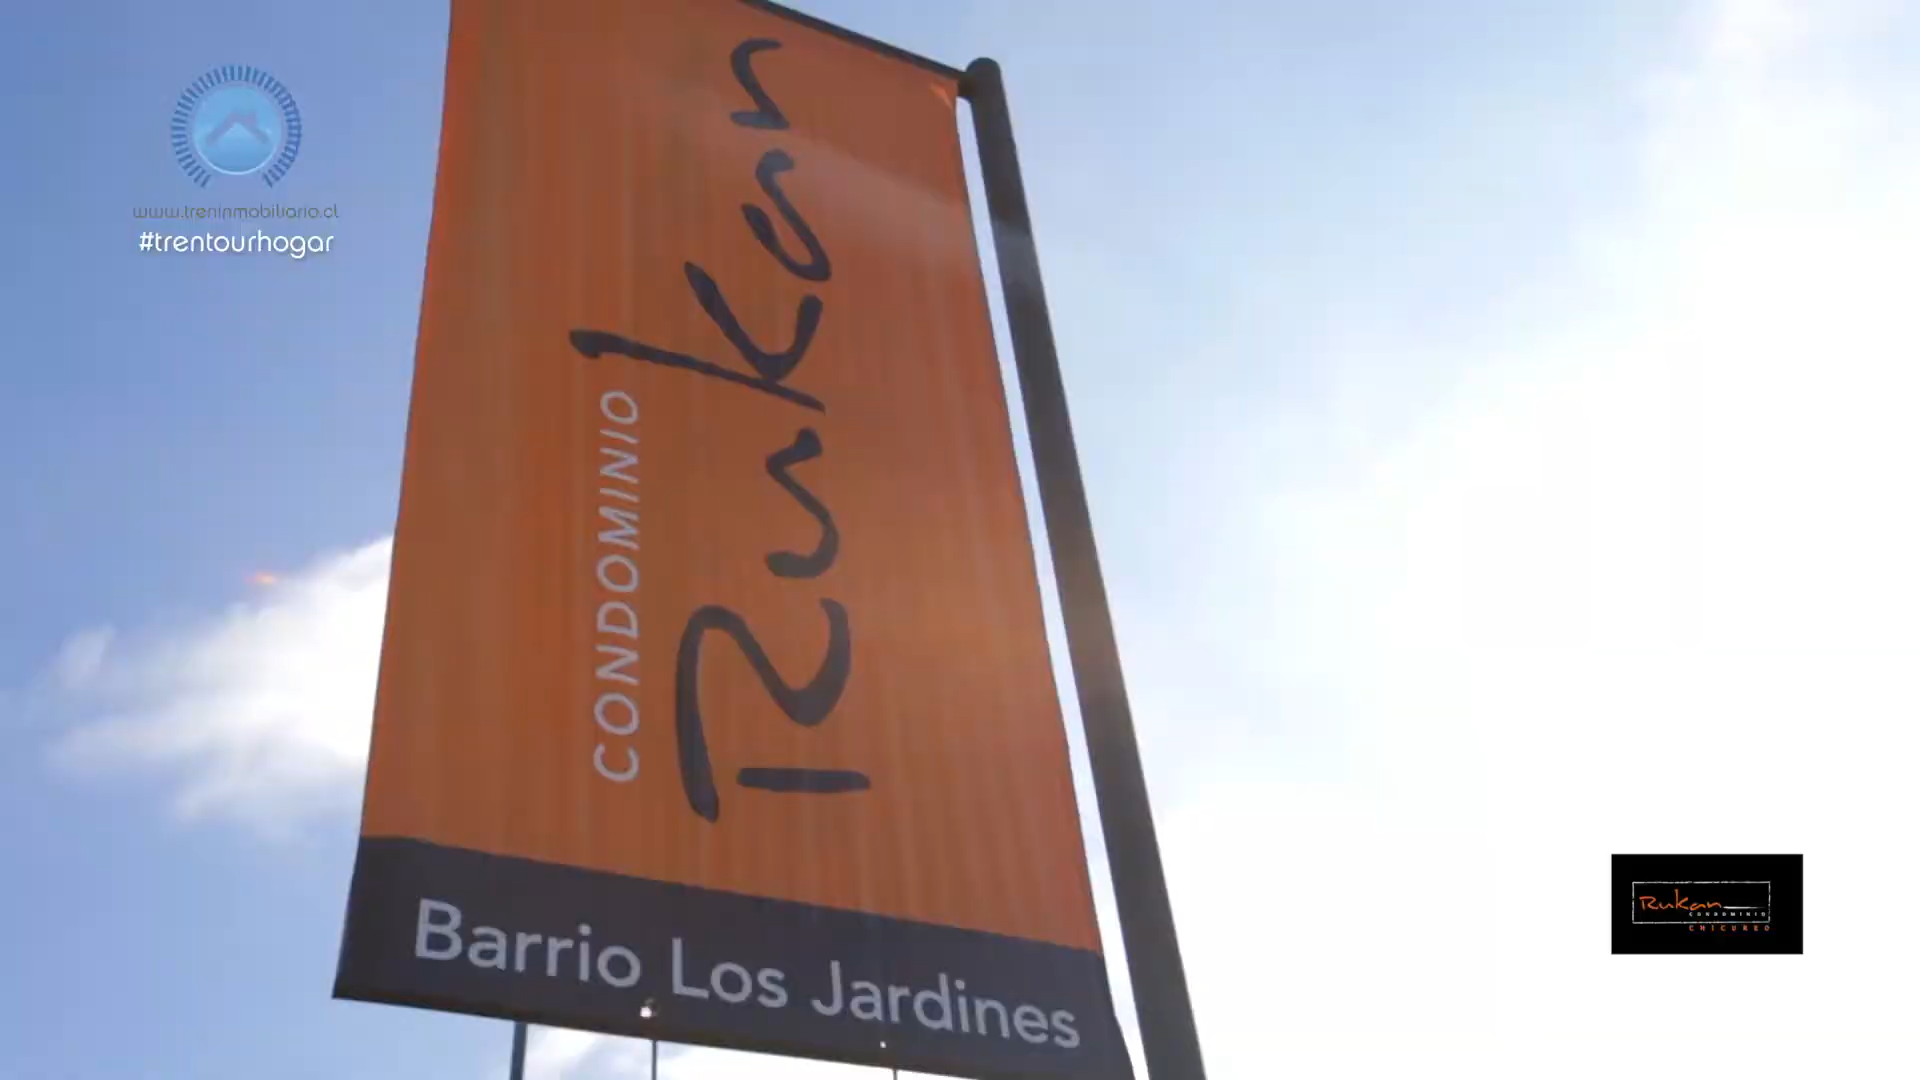 www.treninmobiliario.cl
#trentourhogar
CONDOMINIO
Rukan
Barrio Los Jardines
Rukan
CONDOMINIO
CHICUREO